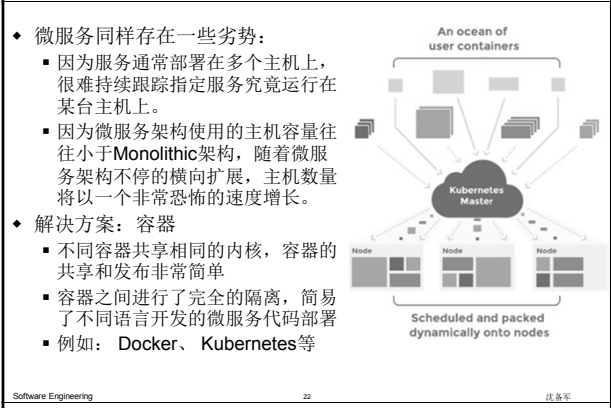 ◆ 微服务同样存在一些劣势：
▪ 因为服务通常部署在多个主机上，
很难持续跟踪指定服务究竟运行在
某台主机上。
▪ 因为微服务架构使用的主机容量往
往小于Monolithic架构，随着微服
务架构不停的横向扩展，主机数量
将以一个非常恐怖的速度增长。
◆ 解决方案：容器
▪ 不同容器共享相同的内核，容器的
共享和发布非常简单
▪ 容器之间进行了完全的隔离，简易
了不同语言开发的微服务代码部署
▪ 例如： Docker、 Kubernetes等
An ocean of
user containers
Kubernetes
Master
Node
Node
Node
Scheduled and packed
dynamically onto nodes
Software Engineering
22
沈备军